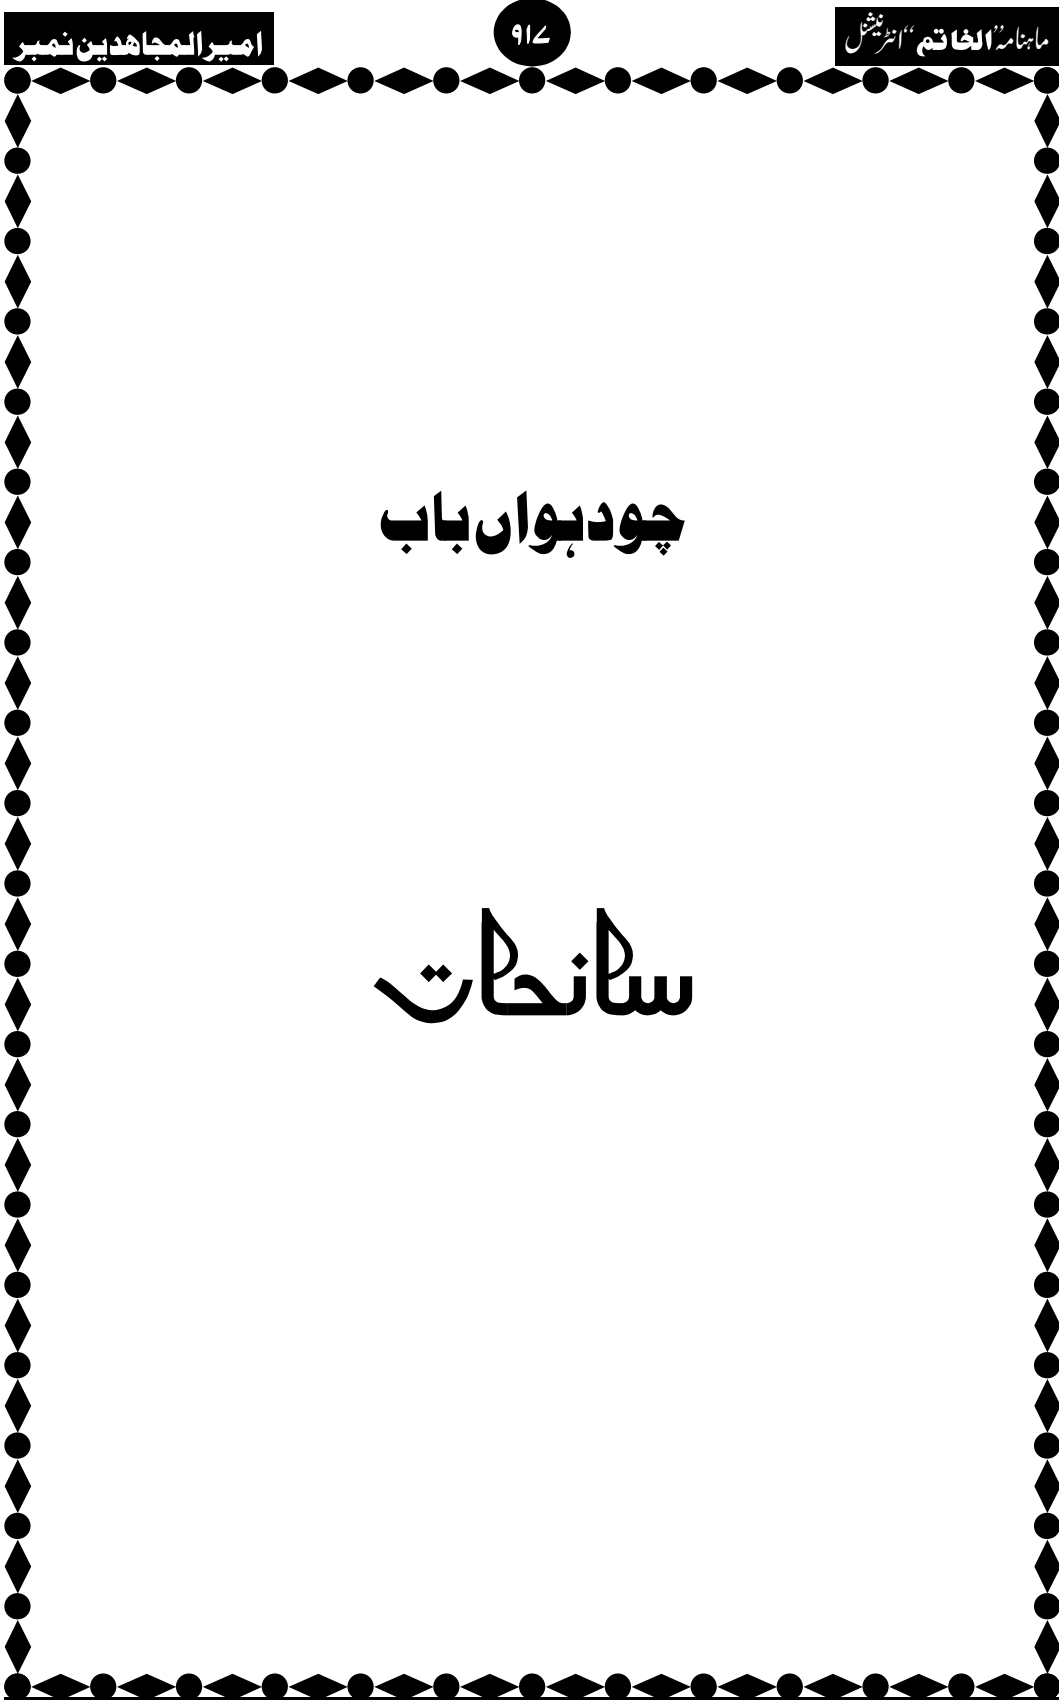 ماہنامہ ”الخاتم“ انٹرنیشنل
۹۱۷
امیرالمجاھدین نمبر
چودہواں باب
سانحات